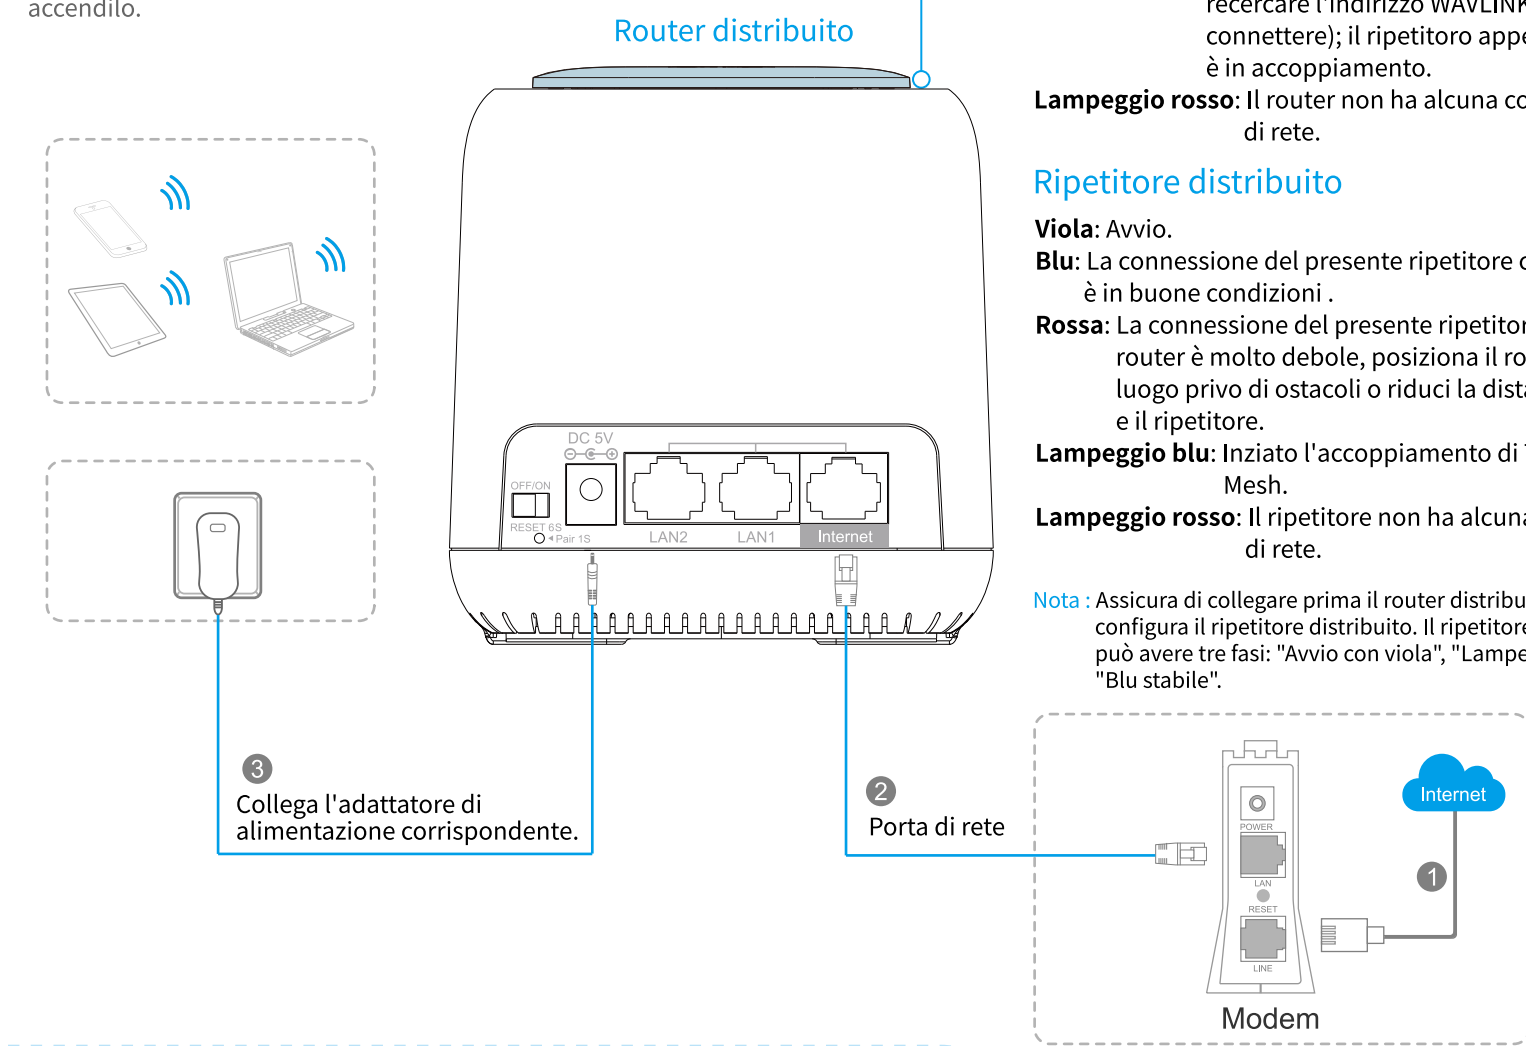 accendilo.
Router distribuito
DC 5V
OFF/ON
RESET 6S
Pair 1S
LAN2
LAN1
Internet
3
Collega l'adattatore di
alimentazione corrispondente.
2
Porta di rete
recercare l'indirizzo WAVLINK
connettere); il ripetitoro appe
è in accoppiamento.
Lampeggio rosso: Il router non ha alcuna co
di rete.
Ripetitore distribuito
Viola: Avvio.
Blu: La connessione del presente ripetitore
è in buone condizioni .
Rossa: La connessione del presente ripetitor
router è molto debole, posiziona il ro
luogo privo di ostacoli o riduci la dista
e il ripetitore.
Lampeggio blu: Inziato l'accoppiamento di
Mesh.
Lampeggio rosso: Il ripetitore non ha alcuna
di rete.
Nota : Assicura di collegare prima il router distribu
configura il ripetitore distribuito. Il ripetitore
può avere tre fasi: "Avvio con viola", "Lampe
"Blu stabile".
Internet
POWER
LAN
1
RESET
LINE
Modem